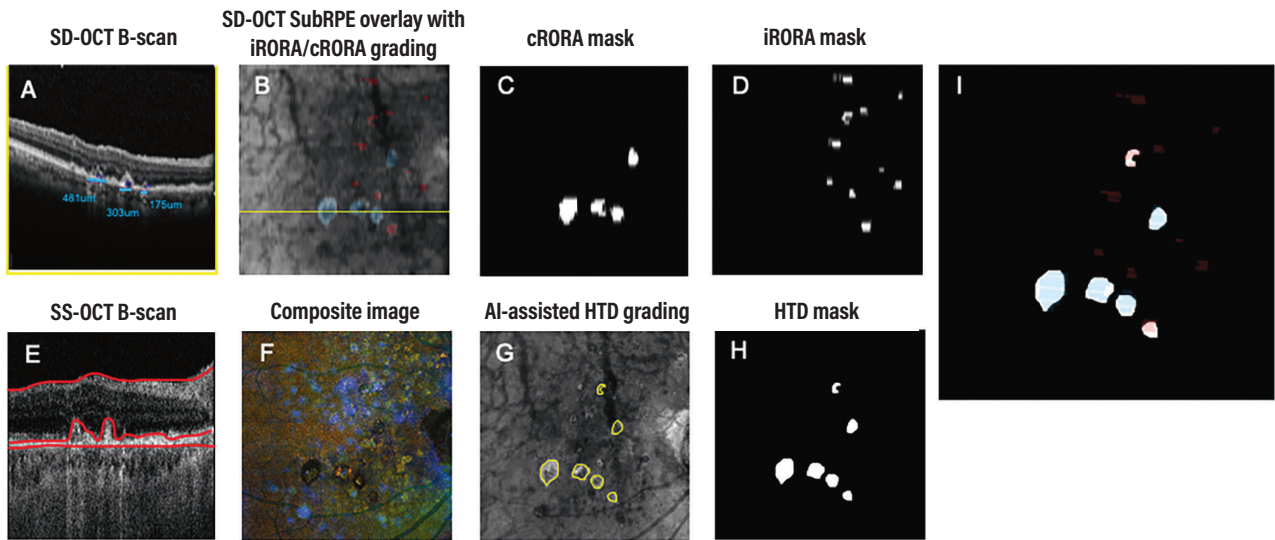 SD-OCT B-scan
SD-OCT SubRPE overlay with
iRORA/cRORA grading
cRORA mask
iRORA mask
A
481um
303um
175um
B
C
D
I
SS-OCT B-scan
Composite image
AI-assisted HTD grading
HTD mask
E
F
G
H